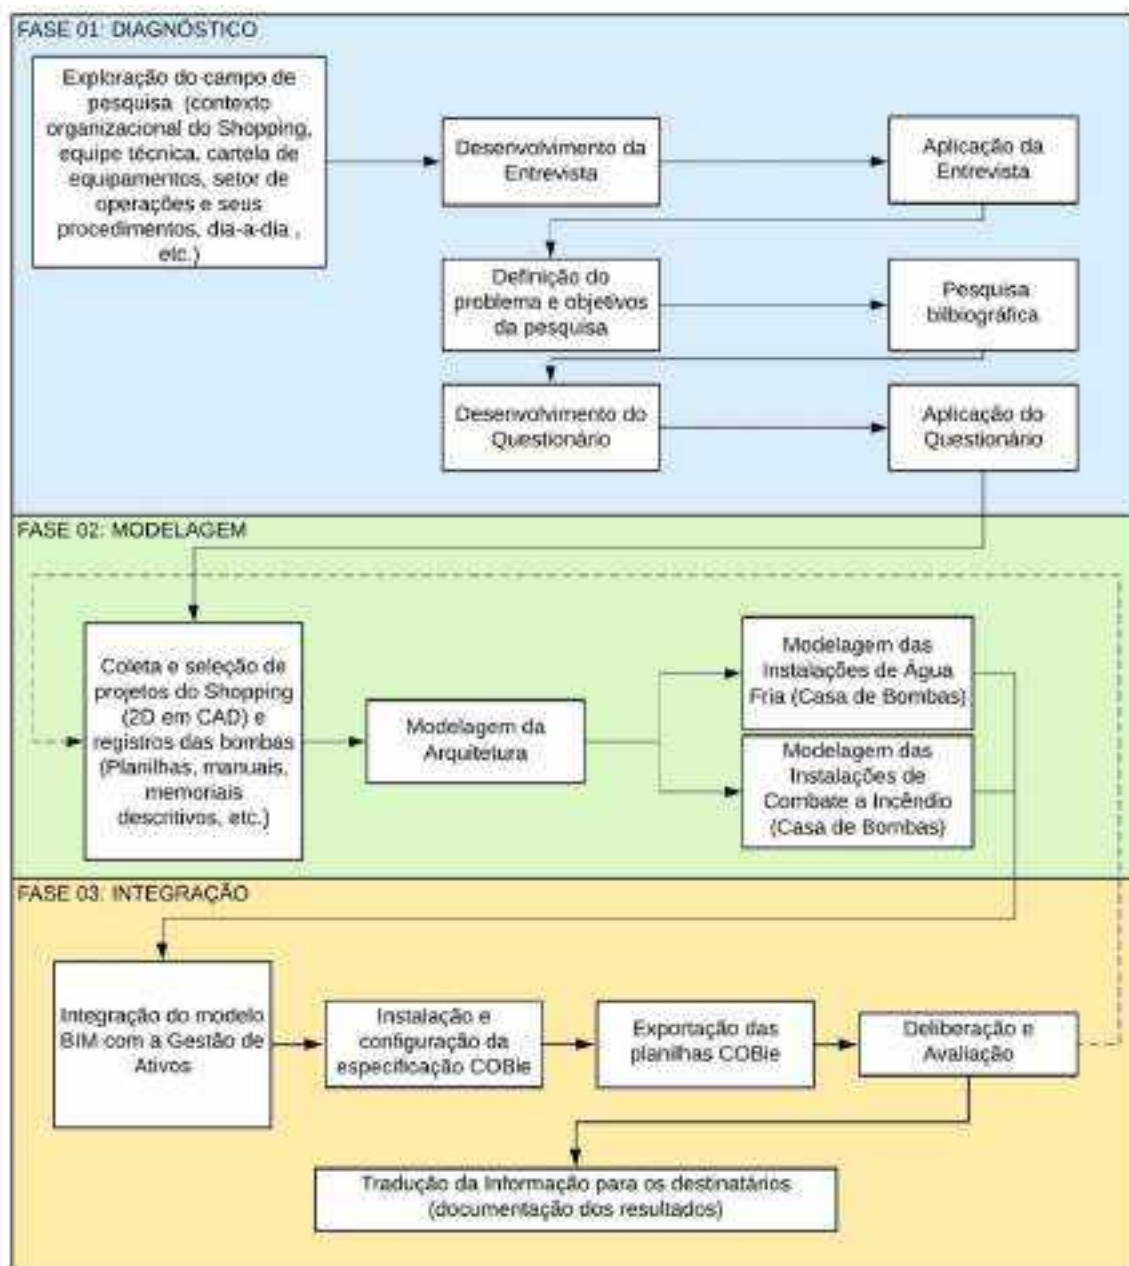 FASE 01: DIAGNÓSTICO
Exploração do campo de
pesquisa (contexto
organizacional do Shopping,
equipe técnica, cartela de
equipamentos, setor de
operações e seus
procedimentos, dia-a-dia ,
etc.)
Desenvolvimento da
Entrevista
Aplicação da
Entrevista
Definição do
problema e objetivos
da pesquisa
Pesquisa
bilbiográfica
Desenvolvimento do
Questionário
Aplicação do
Questionário
FASE 02: MODELAGEM
Coleta e seleção de
projetos do Shopping
(2D em CAD) e
registros das bombas
(Planilhas, manuais,
memoriais
descritivos, etc.)
Modelagem da
Arquitetura
Modelagem das
Instalações de Água
Fria (Casa de Bombas)
Modelagem das
Instalações de
Combate a Incêndio
(Casa de Bombas)
FASE 03: INTEGRAÇÃO
Integração do modelo
BIM com a Gestão de
Ativos
Instalação e
configuração da
especificação COBie
Exportação das
planilhas COBie
Deliberação e
Avaliação
Tradução da Informação para os destinatários
(documentação dos resultados)